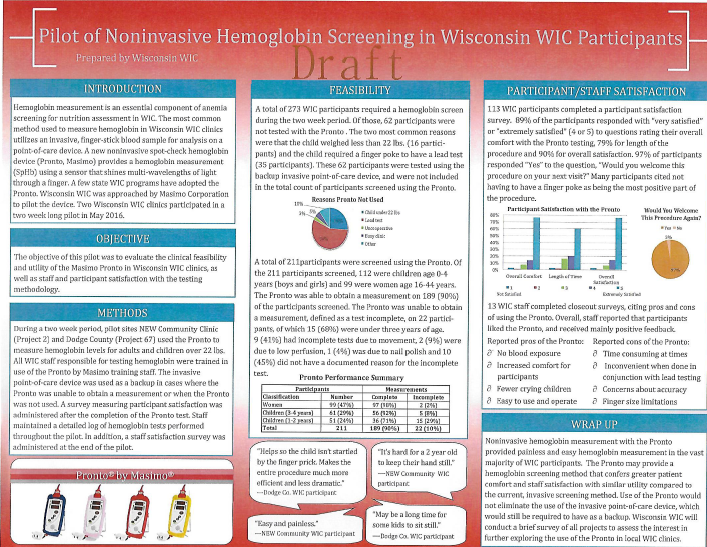 Pilot of Noninvasive Hemoglobin Screening in Wisconsin WIC Participants
Prepared by Wisconsin WIC
Draft
INTRODUCTION
Hemoglobin measurement is an essential component of anemia
screening for nutrition assessment in WIC. The most common
method used to measure hemoglobin in Wisconsin WIC clinics
utilizes an invasive, finger-stick blood sample for analysis on a
point-of-care device. A new noninvasive spot-check hemoglobin
device (Pronto, Masimo) provides a hemoglobin measurement
(SpHb) using a sensor that shines multi-wavelengths of light
through a finger. A few state WIC programs have adopted the
Pronto. Wisconsin WIC was approached by Masimo Corporation
to pilot the device. Two Wisconsin WIC clinics participated in a
two week long pilot in May 2016.
OBJECTIVE
The objective of this pilot was to evaluate the clinical feasibility
and utility of the Masimo Pronto in Wisconsin WIC clinics, as
well as staff and participant satisfaction with the testing
methodology.
METHODS
During a two week period, pilot sites NEW Community Clinic
(Project 2) and Dodge County (Project 67) used the Pronto to
measure hemoglobin levels for adults and children over 22 lbs.
All WIC staff responsible for testing hemoglobin were trained in
use of the Pronto by Masimo training staff. The invasive
point-of-care device was used as backup in cases where the
Pronto was unable to obtain a measurement or when the Pronto
was not used. A survey measuring participant satisfaction was
administered after the completion of the Pronto test. Staff
maintained a detailed log of hemoglobin tests performed
throughout the pilot. In addition, a staff satisfaction survey was
administered at the end of the pilot.
Pronto® by Masimo®
FEASIBILITY
A total of 273 WIC participants required a hemoglobin screen
during the two week period. Of those, 62 participants were
not tested with the Pronto . The two most common reasons
were that the child weighed less than 22 lbs. (16 partici-
pants) and the child required a finger poke to have a lead test
(35 participants). These 62 participants were tested using the
backup invasive point-of-care device, and were not included
in the total count of participants screened using the Pronto.
Reasons Pronto Not Used
Child under 22 lbs
Lead test
Uncooperative
Busy clinic
Other
A total of 211participants were screened using the Pronto. Of
the 211 participants screened, 112 were children age 0-4
years (boys and girls) and 99 were women age 16-44 years.
The Pronto was able to obtain a measurement on 189 (90%)
of the participants screened. The Pronto was unable to obtain
a measurement, defined as a test incomplete, on 22 partici-
pants, of which 15 (68%) were under three years of age.
9 (41%) had incomplete tests due to movement, 2 (9%) were
due to low perfusion, 1 (4%) was due to nail polish and 10
(45%) did not have a documented reason for the incomplete
test.
Pronto Performance Summary
Participants Measurements
Classification Number Complete Incomplete
Women 99 (47%) 97 (98%) 2 (2%)
Children (3-4 years) 61 (29%) 56 (92%) 5 (8%)
Children (1-2 years) 51 (24%) 36 (71%) 15 (29%)
Total 211 189 (90%) 22 (10%)
"Helps so the child isn't startled
by the finger prick. Makes the
entire procedure much more
efficient and less dramatic."
—Dodge Co. WIC participant
"It's hard for a 2 year old
to keep their hand still."
—NEW Community WIC
participant
"Easy and painless."
—NEW Community WIC participant
"May be a long time for
some kids to sit still."
—Dodge Co. WIC participant
PARTICIPANT/STAFF SATISFACTION
113 WIC participants completed a participant satisfaction
survey. 89% of the participants responded with "very satisfied"
or "extremely satisfied" (4 or 5) to questions rating their overall
comfort with the Pronto testing, 79% for length of the
procedure and 90% for overall satisfaction. 97% of participants
responded "Yes" to the question, "Would you welcome this
procedure on your next visit?" Many participants cited not
having to have a finger poke as being the most positive part of
the procedure.
Participant Satisfaction with the Pronto
80%
70%
60%
50%
40%
30%
20%
10%
0%
Overall Comfort Length of Time Overall Satisfaction
1 2 3 4 5
Not Satisfied Extremely Satisfied
Would You Welcome
This Procedure Again?
Yes No
3%
97%
13 WIC staff completed closeout surveys, citing pros and cons
of using the Pronto. Overall, staff reported that participants
liked the Pronto, and received mainly positive feedback.
Reported pros of the Pronto:
No blood exposure
Increased comfort for
participants
Fewer crying children
Easy to use and operate
Reported cons of the Pronto:
Time consuming at times
Inconvenient when done in
conjunction with lead testing
Concerns about accuracy
Finger size limitations
WRAP UP
Noninvasive hemoglobin measurement with the Pronto
provided painless and easy hemoglobin measurement in the vast
majority of WIC participants. The Pronto may provide a
hemoglobin screening method that confers greater patient
comfort and staff satisfaction with similar utility compared to
the current, invasive screening method. Use of the Pronto would
not eliminate the use of the invasive point-of-care device, which
would still be required to have as a backup. Wisconsin WIC will
conduct a brief survey of all projects to assess the interest in
further exploring the use of the Pronto in local WIC clinics.